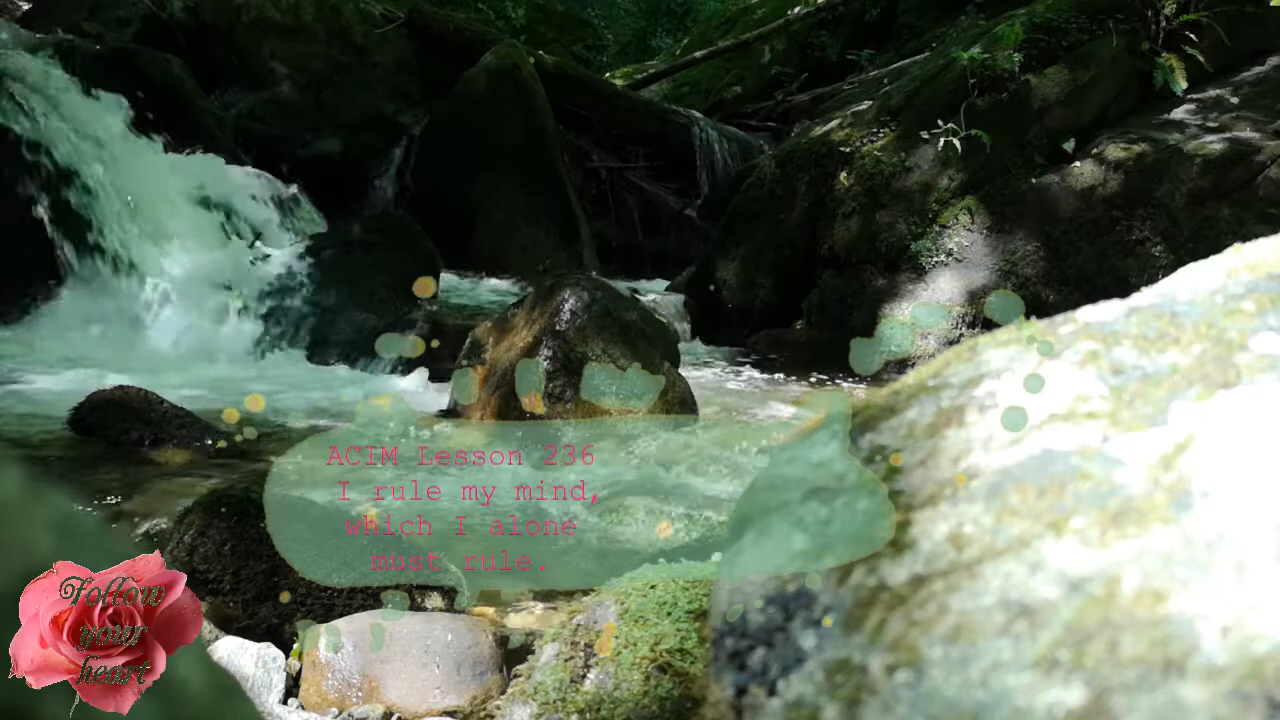 ACIM Lesson 236
I rule my mind,
which I alone
must rule.
Follow
your
heart